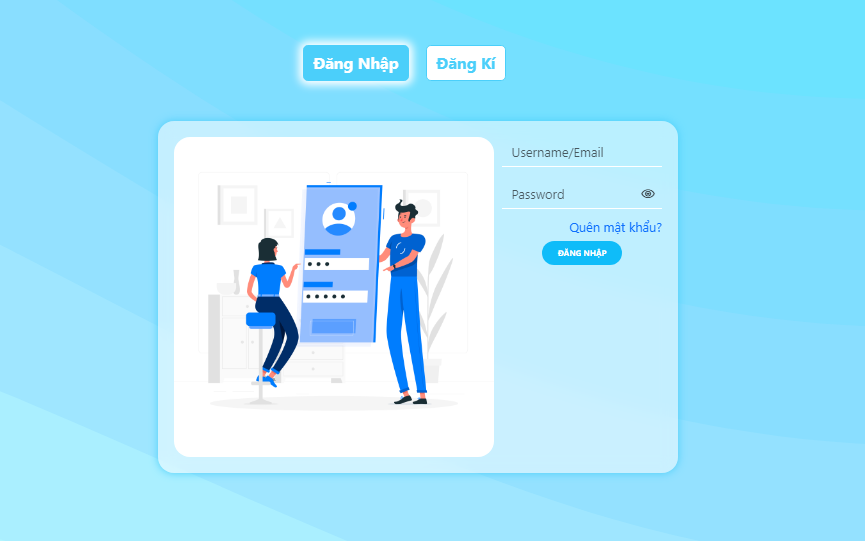 Đăng Nhập
Đăng Kí
Username/Email
Password
Quên mật khẩu?
ĐĂNG NHẬP